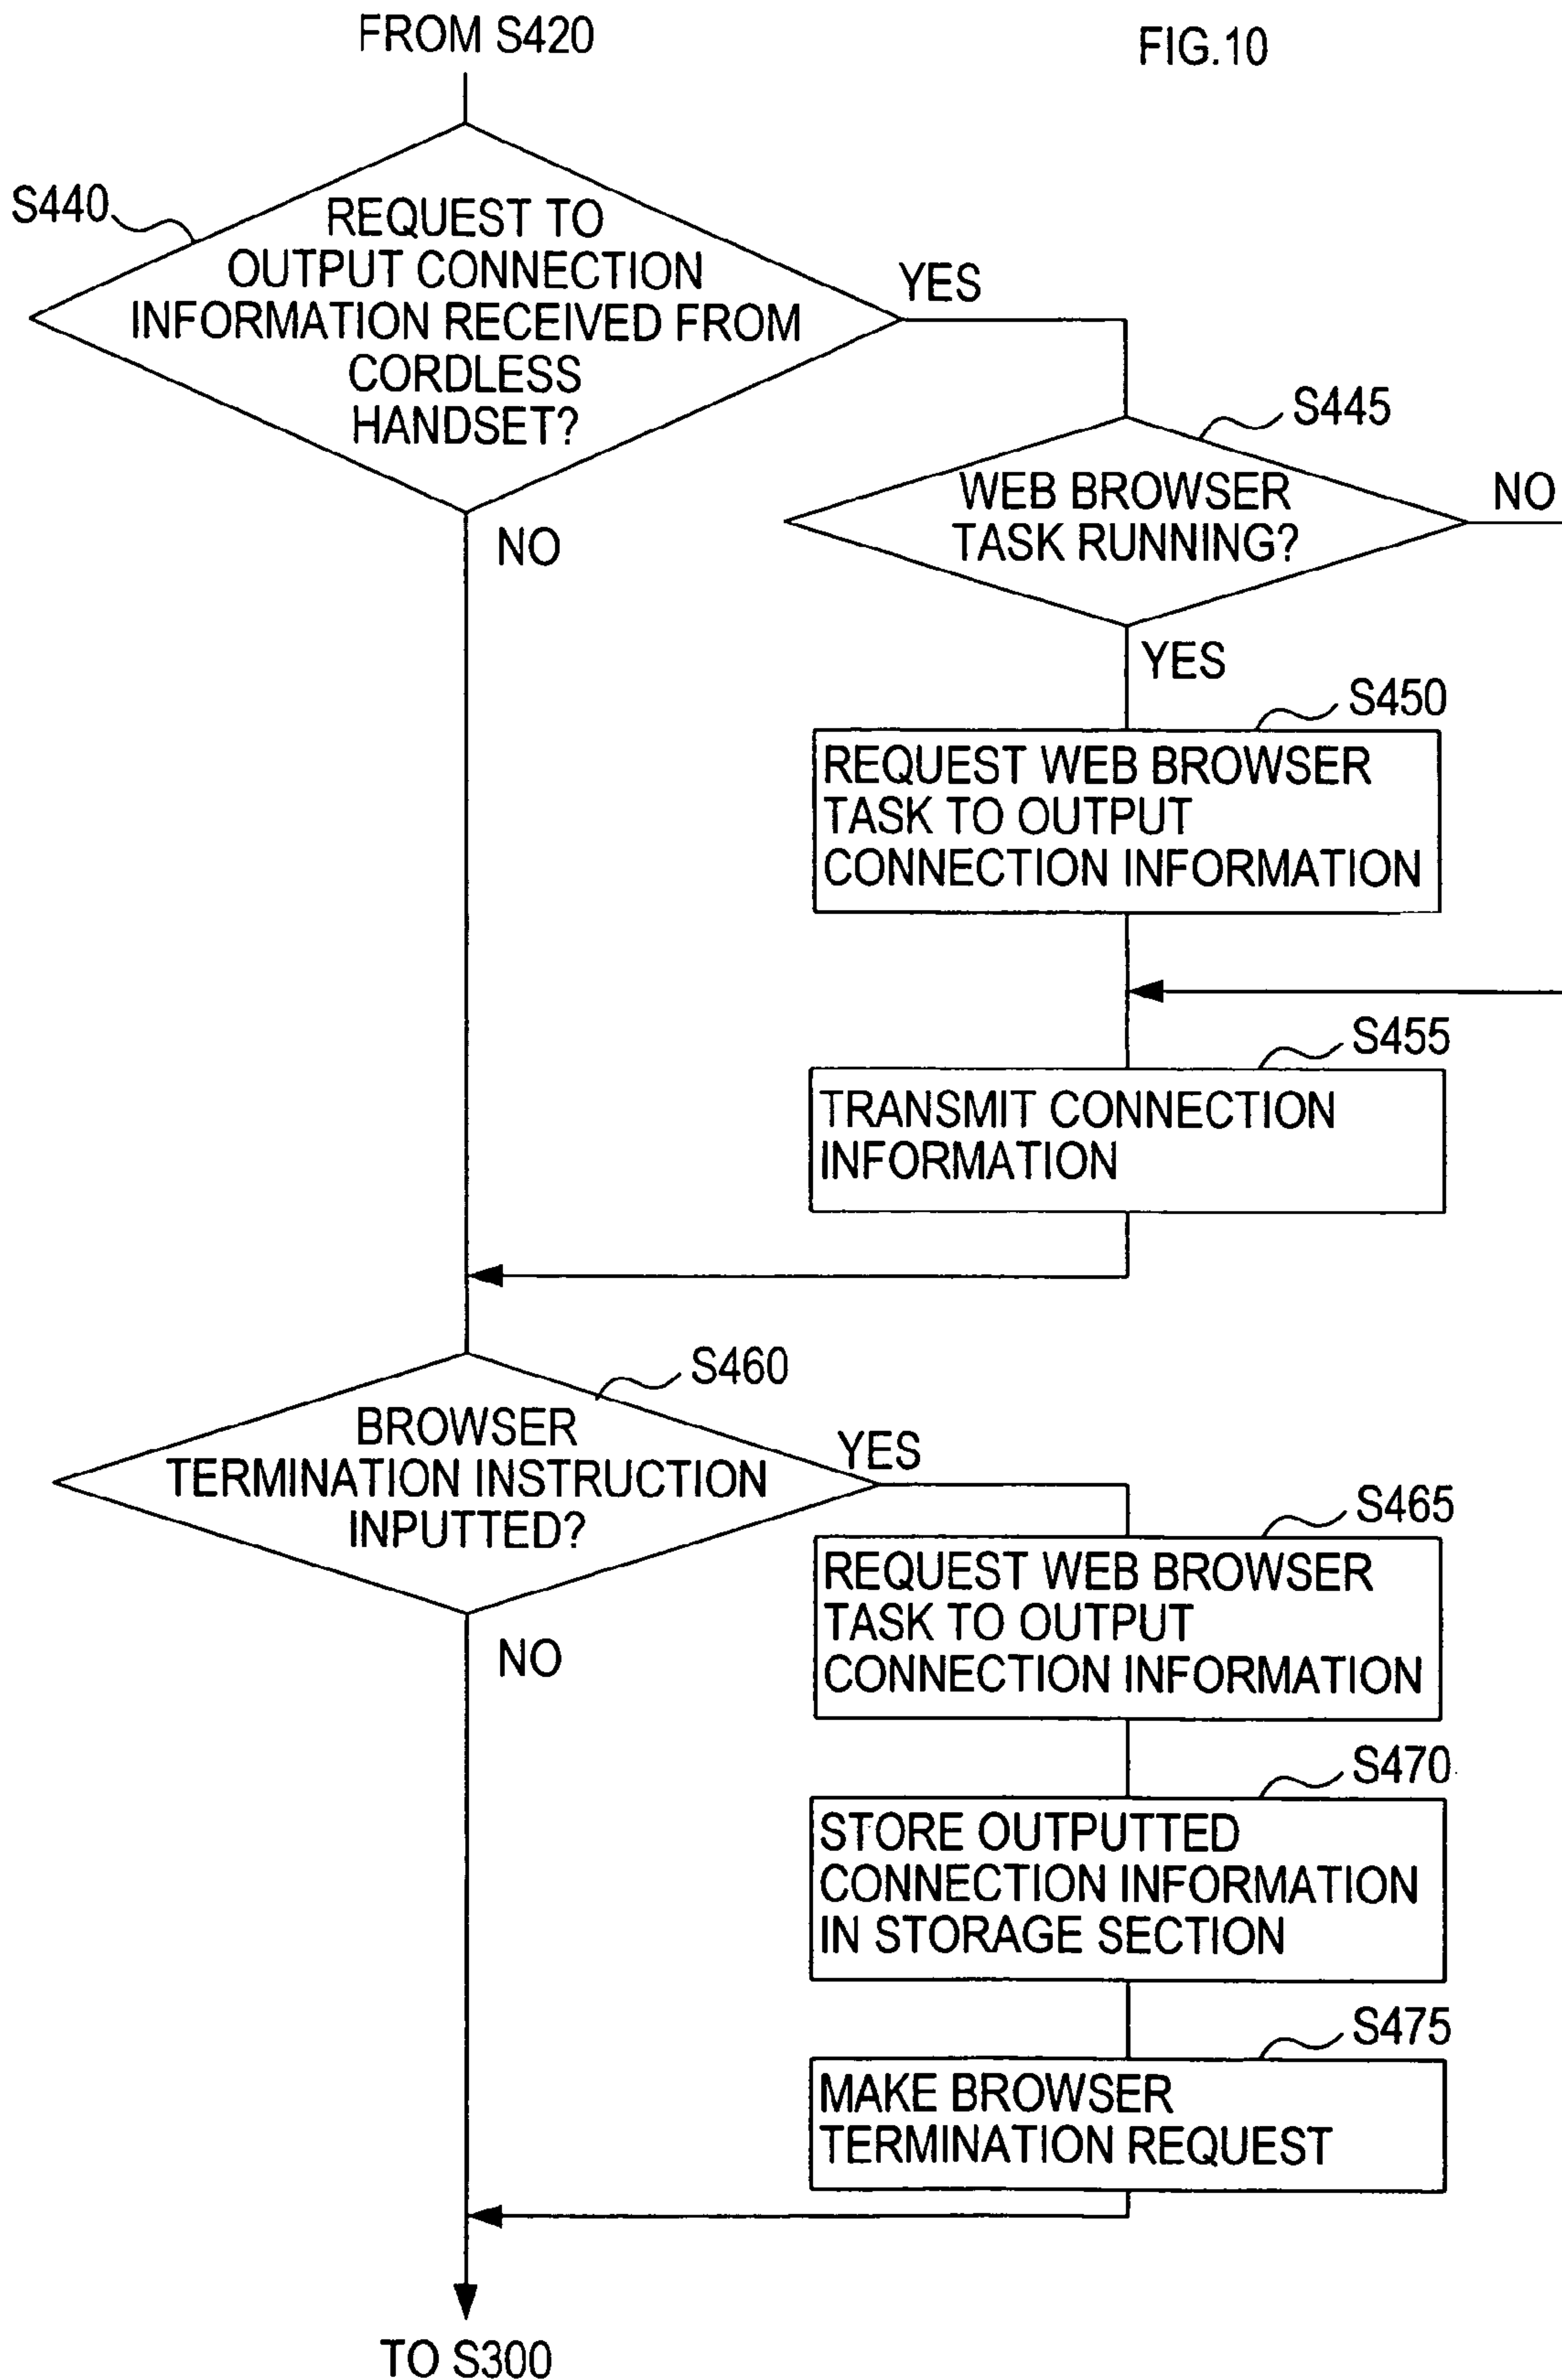 FROM S420
FIG.10
S440
REQUEST TO
OUTPUT CONNECTION
INFORMATION RECEIVED FROM
CORDLESS
HANDSET?
YES
NO
S445
WEB BROWSER
TASK RUNNING?
NO
YES
S450
REQUEST WEB BROWSER
TASK TO OUTPUT
CONNECTION INFORMATION
S455
TRANSMIT CONNECTION
INFORMATION
S460
BROWSER
TERMINATION INSTRUCTION
INPUTTED?
YES
NO
S465
REQUEST WEB BROWSER
TASK TO OUTPUT
CONNECTION INFORMATION
S470
STORE OUTPUTTED
CONNECTION INFORMATION
IN STORAGE SECTION
S475
MAKE BROWSER
TERMINATION REQUEST
TO S300